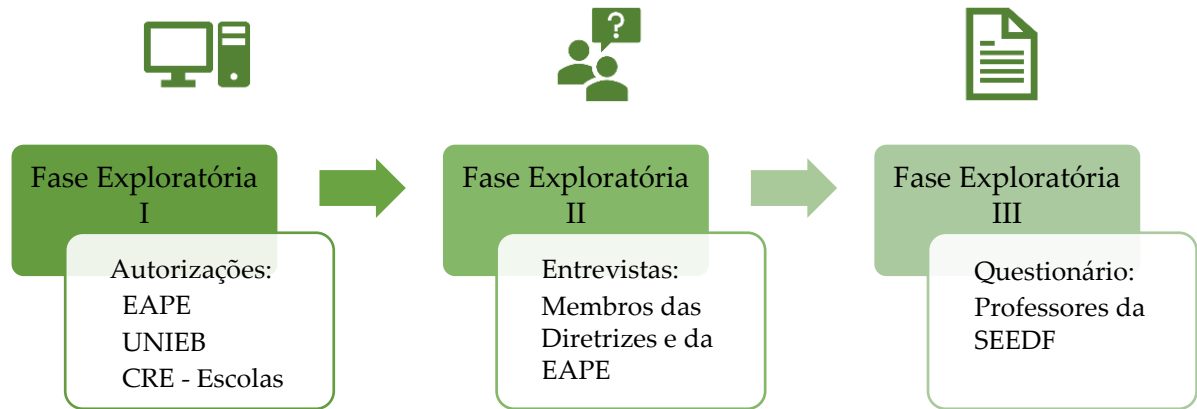 ?
Fase Exploratória
I
Autorizações:
EAPE
UNIEB
CRE - Escolas
Fase Exploratória
II
Entrevistas:
Membros das
Diretrizes e da
EAPE
Fase Exploratória
III
Questionário:
Professores da
SEEDF